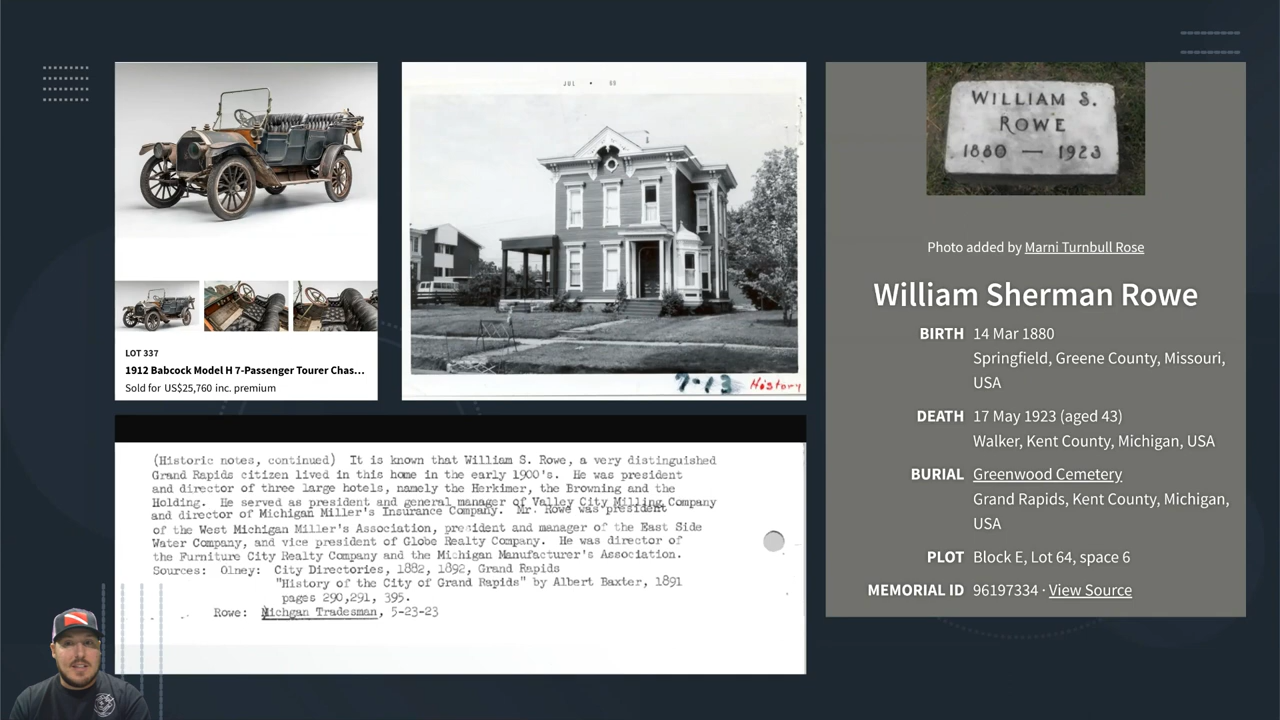 LOT 337
1912 Babcock Model H 7-Passenger Tourer Chas...
Sold for US$25,760 inc. premium
JUL • 88
7-13 History
(Historic notes, continued) It is known that William S. Rowe, a very distinguished
Grand Rapids citizen lived in this home in the early 1900's. He was president
and director of three large hotels, namely the Herkimer, the Browning and the
Holding. He served as president and general manager of Valley City Milling Company
and director of Michigan Miller's Insurance Company. Mr. Rowe was president
of the West Michigan Miller's Association, president and manager of the East Side
Water Company, and vice president of Globe Realty Company. He was director of
the Furniture City Realty Company and the Michigan Manufacturer's Association.
Sources: Olney: City Directories, 1882, 1892, Grand Rapids
"History of the City of Grand Rapids" by Albert Baxter, 1891
pages 290,291, 395.
Rowe: Michgan Tradesman, 5-23-23
WILLIAM S.
ROWE
1880 — 1923
Photo added by Marni Turnbull Rose
William Sherman Rowe
BIRTH 14 Mar 1880
Springfield, Greene County, Missouri,
USA
DEATH 17 May 1923 (aged 43)
Walker, Kent County, Michigan, USA
BURIAL Greenwood Cemetery
Grand Rapids, Kent County, Michigan,
USA
PLOT Block E, Lot 64, space 6
MEMORIAL ID 96197334 · View Source